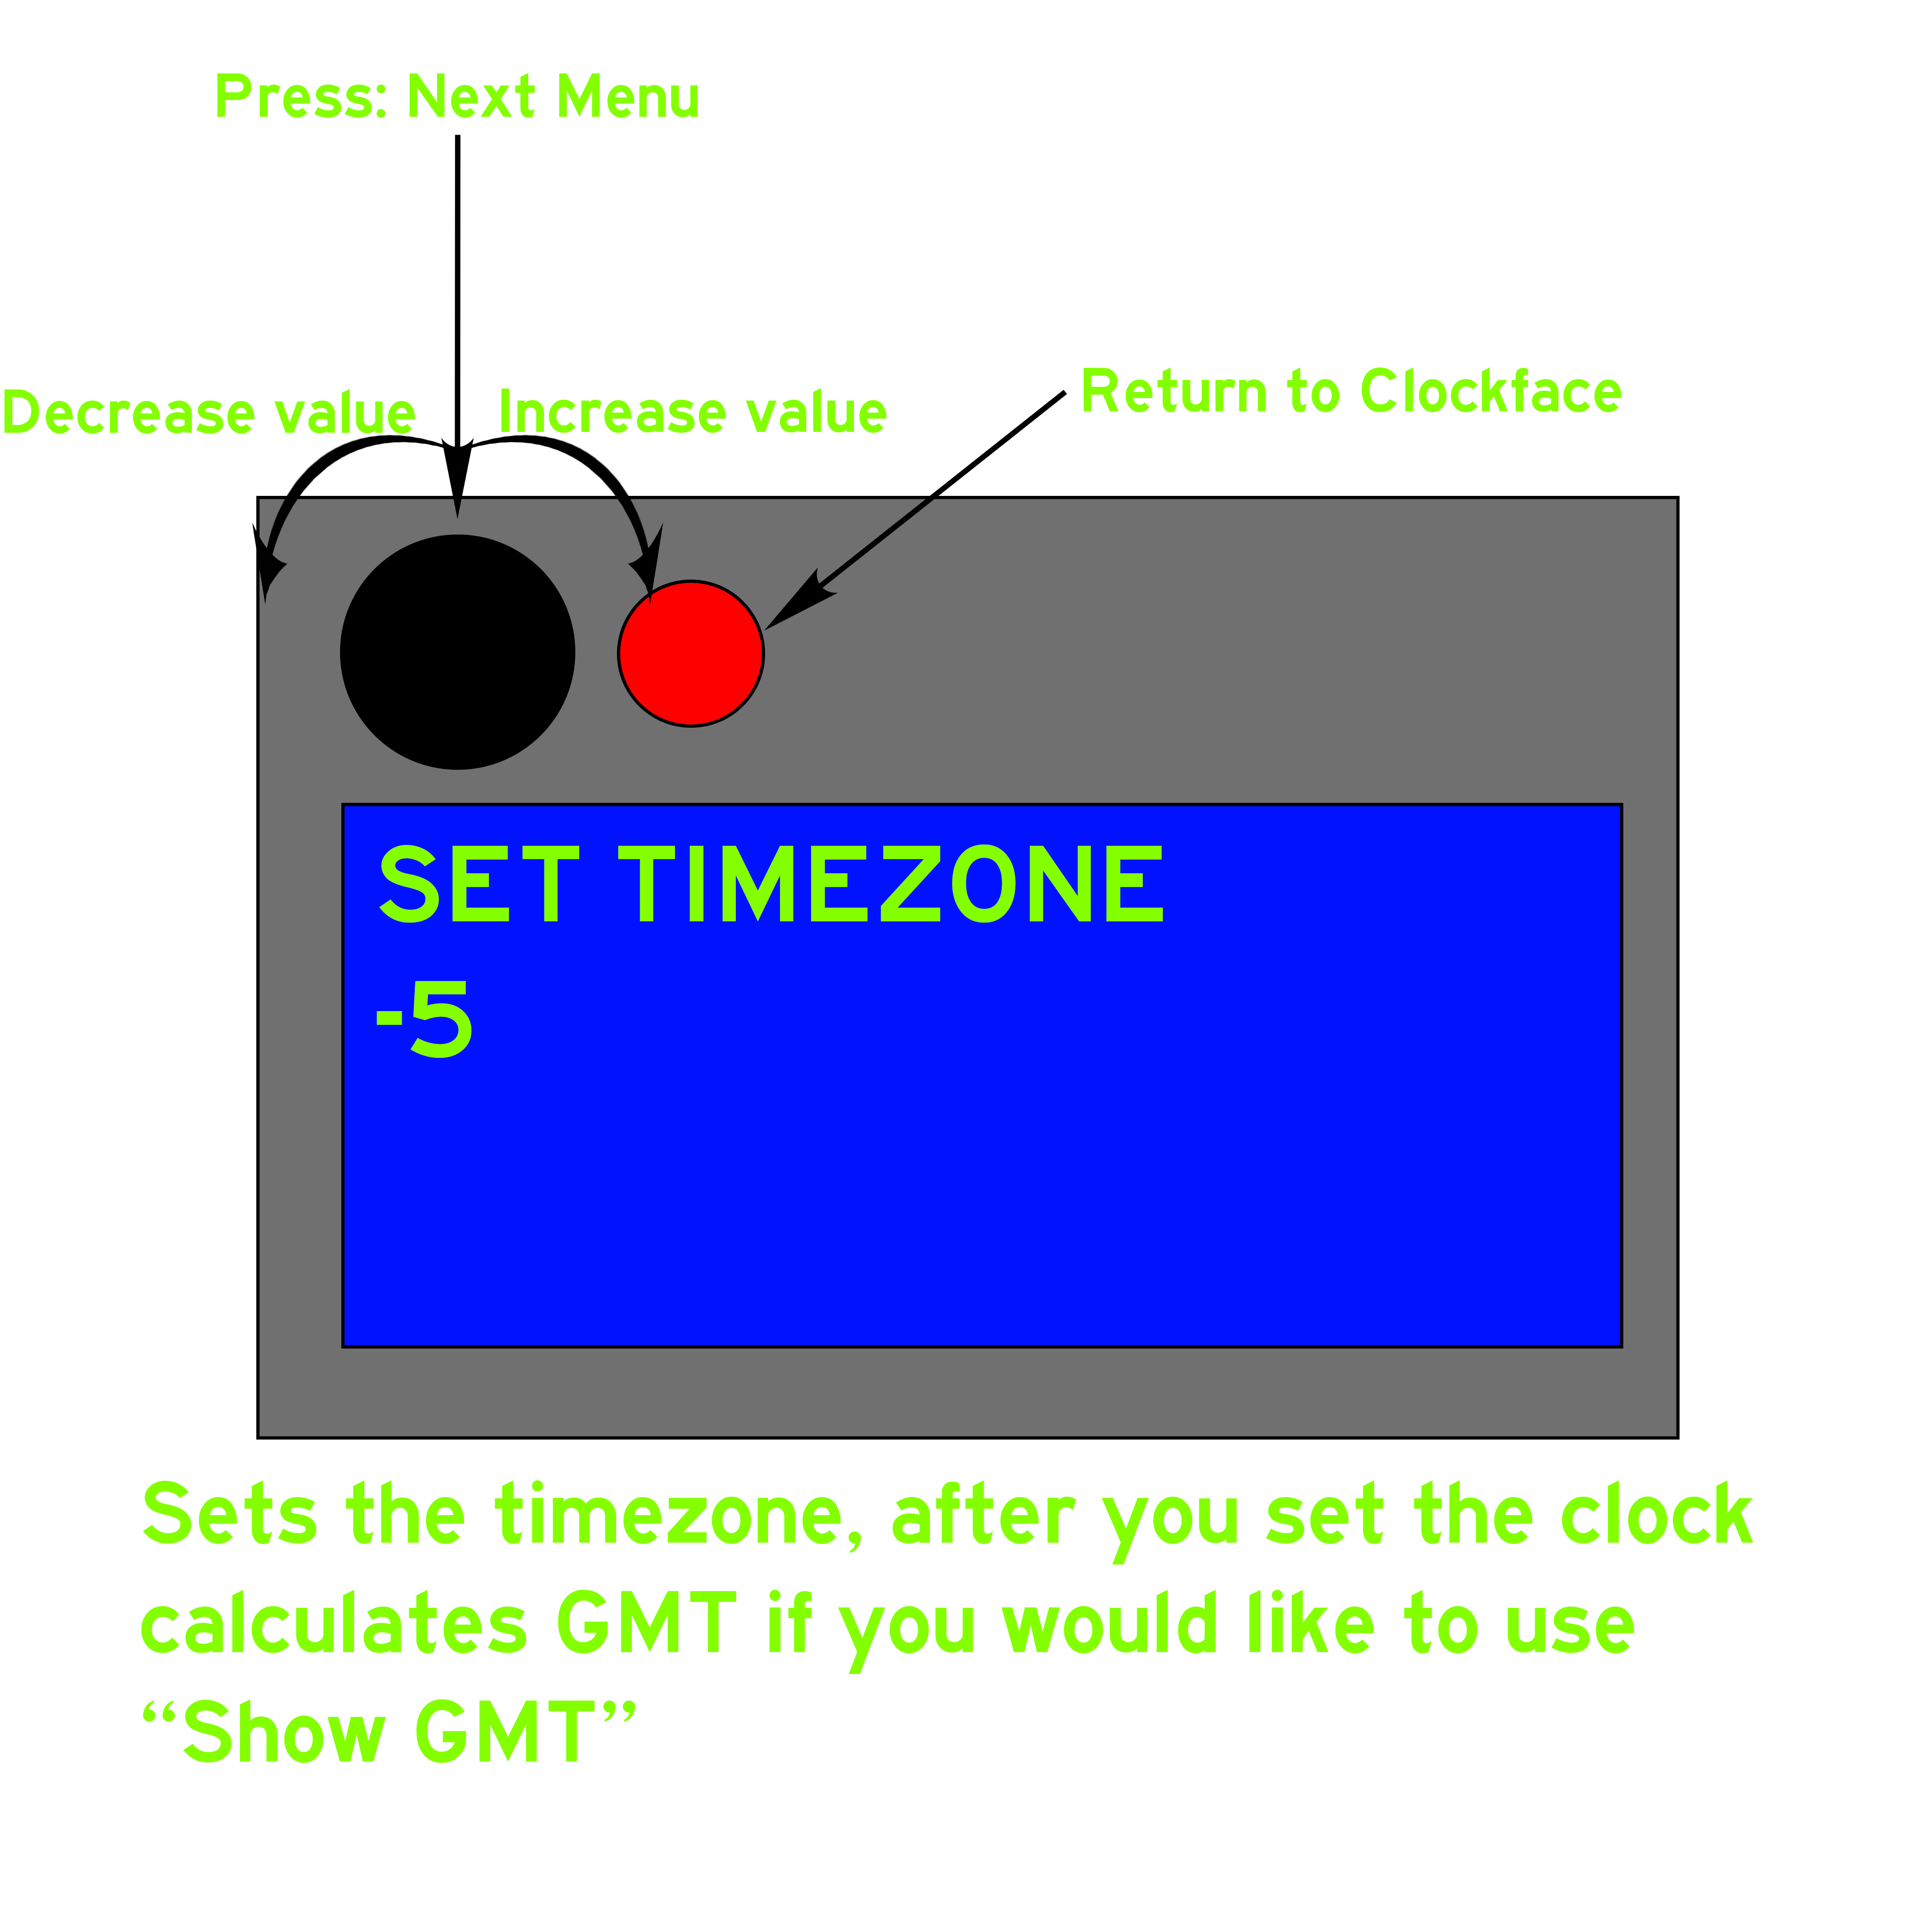 Press: Next Menu
Decrease value
Increase value
Return to Clockface
SET TIMEZONE
-5
Sets the timezone, after you set the clock
calculates GMT if you would like to use
“Show GMT”